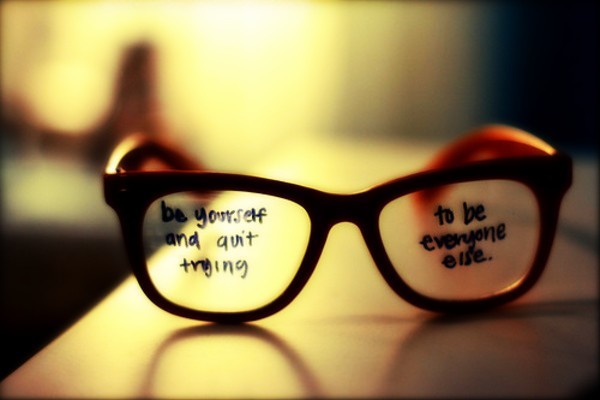 be yourself
and quit
trying
to be
everyone
else.